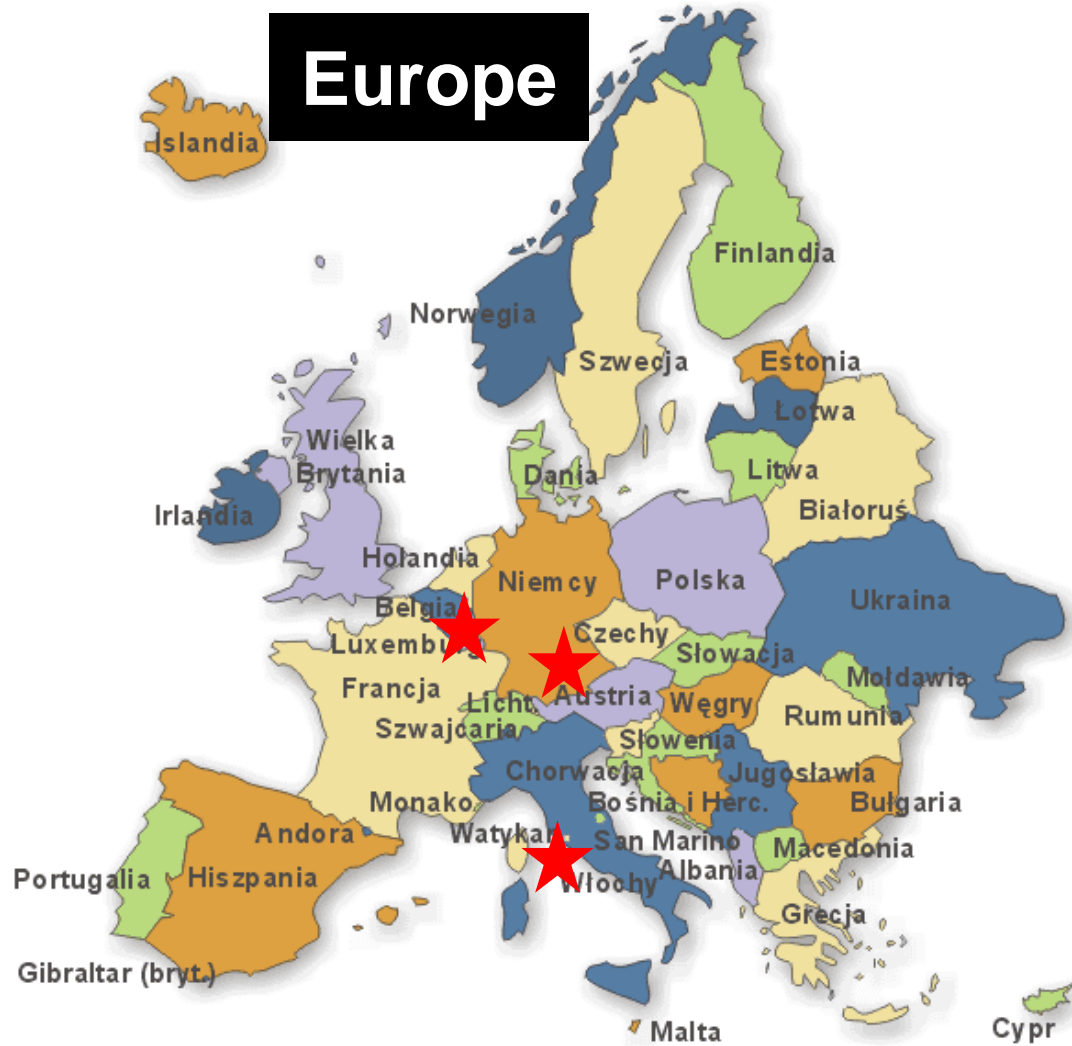 Europe
Islandia
Finlandia
Norwegia
Szwecja
Estonia
Łotwa
Wielka
Brytania
Litwa
Dania
Białoruś
Irlandia
Holandia
Niemcy
Polska
Ukraina
Belgia
Czechy
Luxemburg
Słowacja
Mołdawia
Francja
Austria
Licht.
Węgry
Rumunia
Szwajcaria
Słowenia
Chorwacja
Jugosławia
Monako
Bośnia i Herc.
Bułgaria
Andora
Watykan
San Marino
Macedonia
Albania
Portugalia
Hiszpania
Włochy
Grecja
Gibraltar (bryt.)
Malta
Cypr